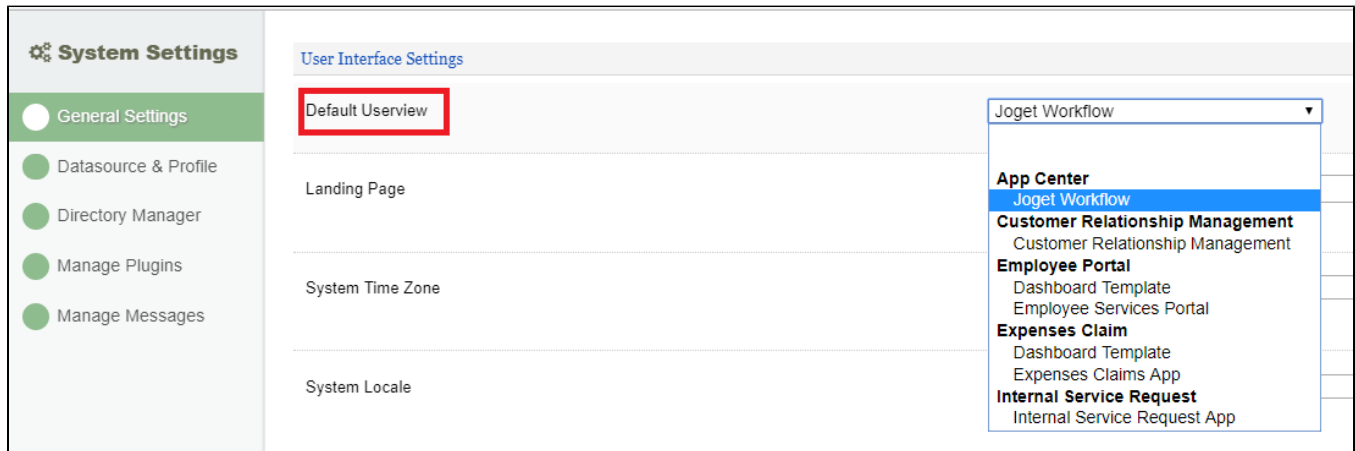 System Settings
General Settings
Datasource & Profile
Directory Manager
Manage Plugins
Manage Messages
User Interface Settings
Default Userview
Joget Workflow
App Center
Joget Workflow
Customer Relationship Management
Customer Relationship Management
Employee Portal
Dashboard Template
Employee Services Portal
Expenses Claim
Dashboard Template
Expenses Claims App
Internal Service Request
Internal Service Request App
Landing Page
System Time Zone
System Locale